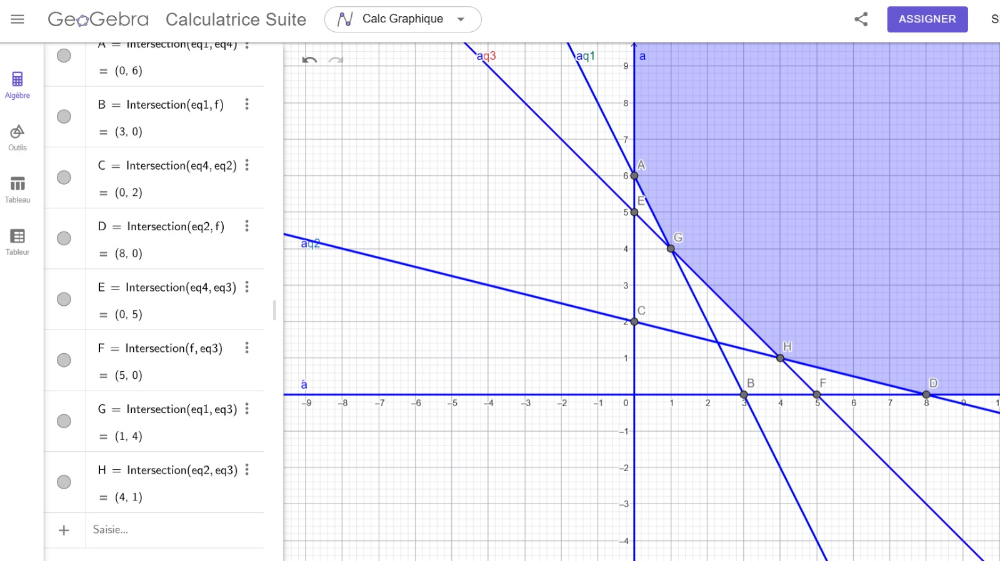 GeoGebra Calculatrice Suite Calc Graphique ASSIGNER
Algèbre
Outils
Tableau
Tableur
A = Intersection(eq1, eq4)
= (0, 6)
B = Intersection(eq1, f)
= (3, 0)
C = Intersection(eq4, eq2)
= (0, 2)
D = Intersection(eq2, f)
= (8, 0)
E = Intersection(eq4, eq3)
= (0, 5)
F = Intersection(f, eq3)
= (5, 0)
G = Intersection(eq1, eq3)
= (1, 4)
H = Intersection(eq2, eq3)
= (4, 1)
+ Saisie...
aq3 aq1 a
9
8
7
A
6
E
5
G
aq2
4
3
C
2
H
1
a
B F D
–9 –8 –7 –6 –5 –4 –3 –2 –1 0 1 2 3 4 5 6 7 8 9
–1
–2
–3
–4